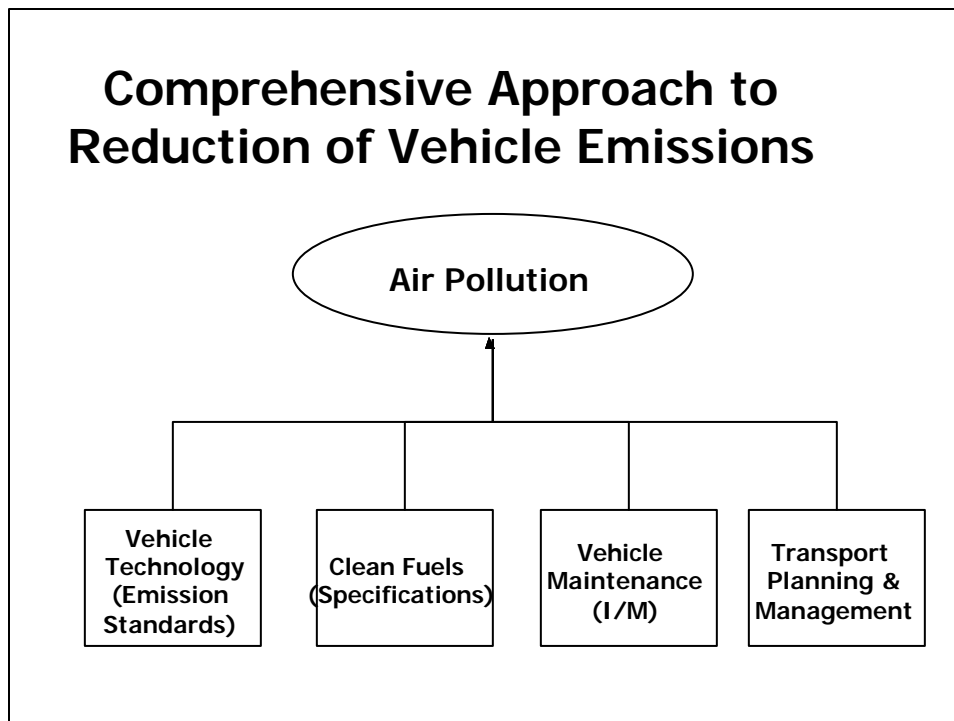 Comprehensive Approach to
Reduction of Vehicle Emissions
Air Pollution
Vehicle
Technology
(Emission
Standards)
Clean Fuels
(Specifications)
Vehicle
Maintenance
(I/M)
Transport
Planning &
Management